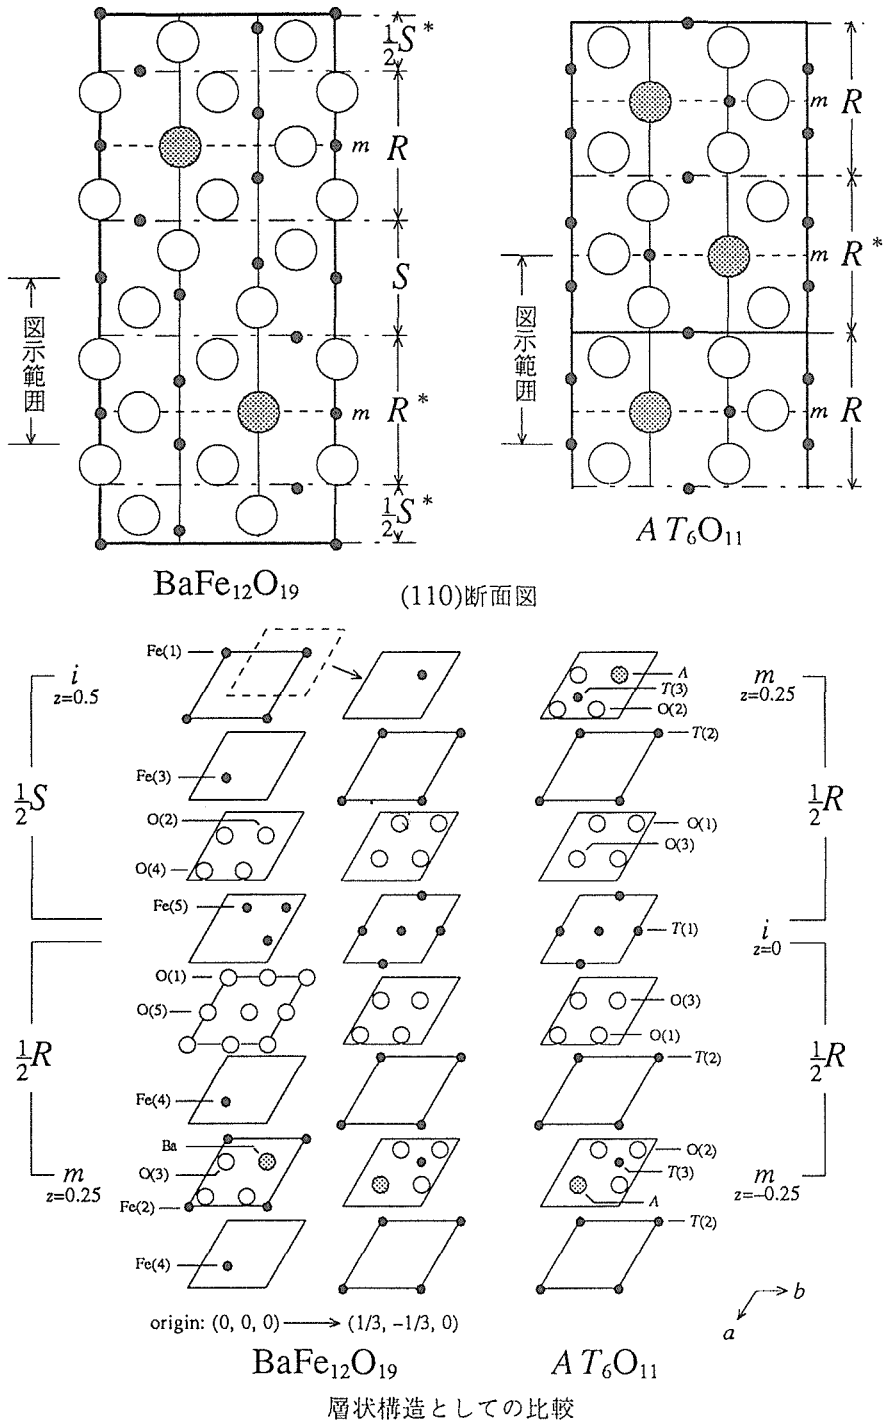 ½S*
R
m
R
S
図示範囲
m
R*
½S*
m
R
m
R*
図示範囲
m
R
AT₆O₁₁
BaFe₁₂O₁₉
(110)断面図
Fe(1)
i
z=0.5
A
T(3)
O(2)
m
z=0.25
Fe(3)
T(2)
½S
½R
O(2)
O(4)
O(1)
O(3)
Fe(5)
T(1)
i
z=0
O(1)
O(5)
O(3)
O(1)
½R
½R
Fe(4)
T(2)
Ba
O(3)
Fe(2)
m
z=0.25
O(2)
T(3)
A
m
z=−0.25
Fe(4)
T(2)
b
a
origin: (0, 0, 0) → (1/3, -1/3, 0)
BaFe₁₂O₁₉
AT₆O₁₁
層状構造としての比較